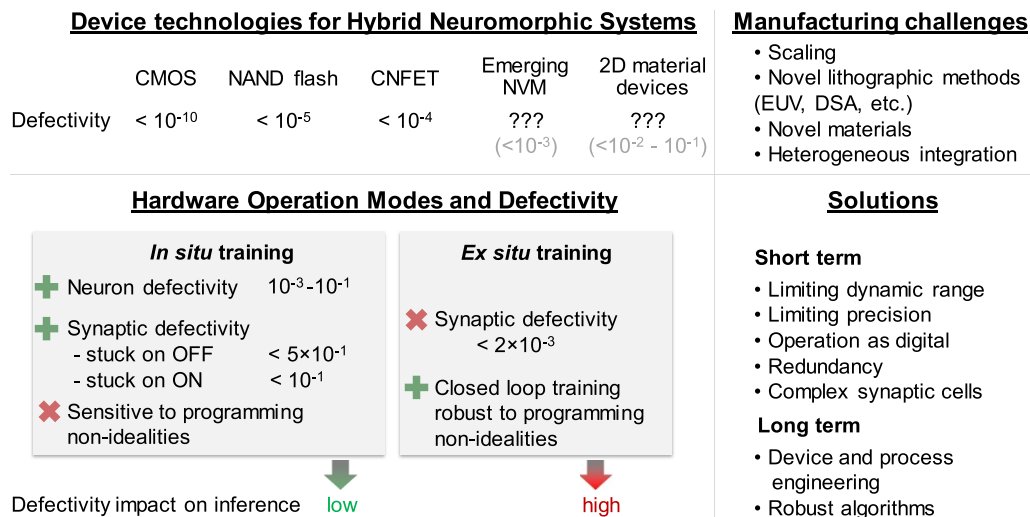 Device technologies for Hybrid Neuromorphic Systems
CMOS NAND flash CNFET Emerging NVM 2D material devices
Defectivity < 10⁻¹⁰ < 10⁻⁵ < 10⁻⁴ ??? ???
(<10⁻³) (<10⁻² - 10⁻¹)
Manufacturing challenges
• Scaling
• Novel lithographic methods
(EUV, DSA, etc.)
• Novel materials
• Heterogeneous integration
Hardware Operation Modes and Defectivity
In situ training
Neuron defectivity 10⁻³-10⁻¹
Synaptic defectivity
- stuck on OFF < 5×10⁻¹
- stuck on ON < 10⁻¹
Sensitive to programming
non-idealities
Ex situ training
Synaptic defectivity
< 2×10⁻³
Closed loop training
robust to programming
non-idealities
Defectivity impact on inference low high
Solutions
Short term
• Limiting dynamic range
• Limiting precision
• Operation as digital
• Redundancy
• Complex synaptic cells
Long term
• Device and process
engineering
• Robust algorithms